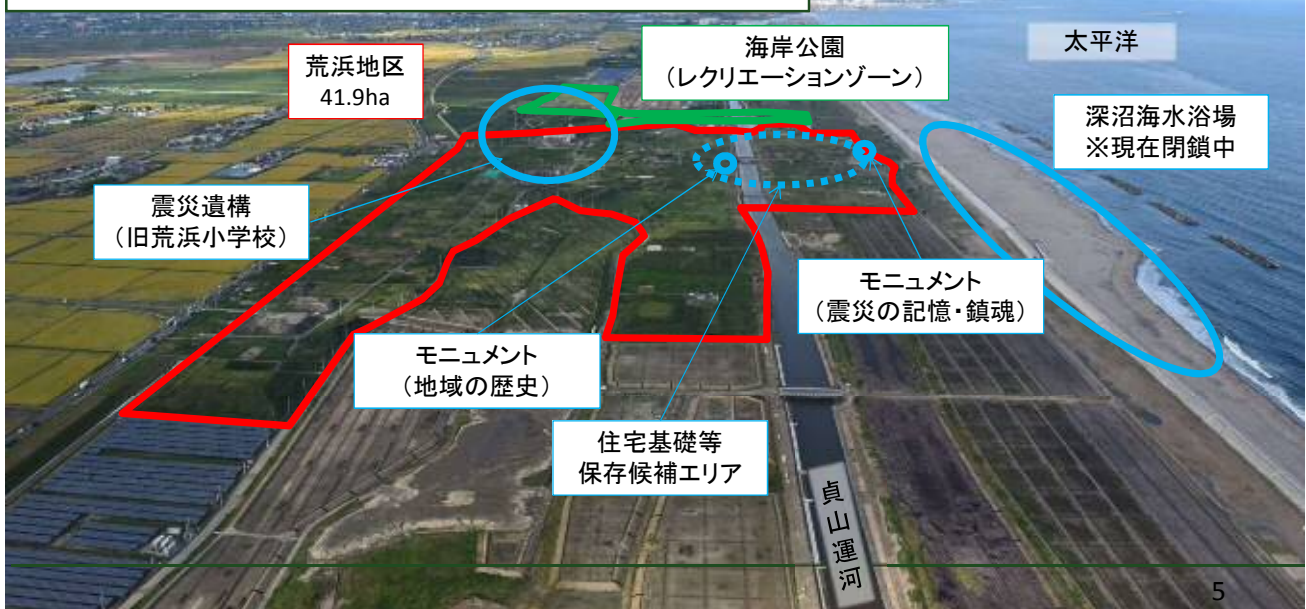 荒浜地区
41.9ha
海岸公園
(レクリエーションゾーン)
太平洋
深沼海水浴場
※現在閉鎖中
震災遺構
(旧荒浜小学校)
モニュメント
(震災の記憶・鎮魂)
モニュメント
(地域の歴史)
住宅基礎等
保存候補エリア
貞山運河
5